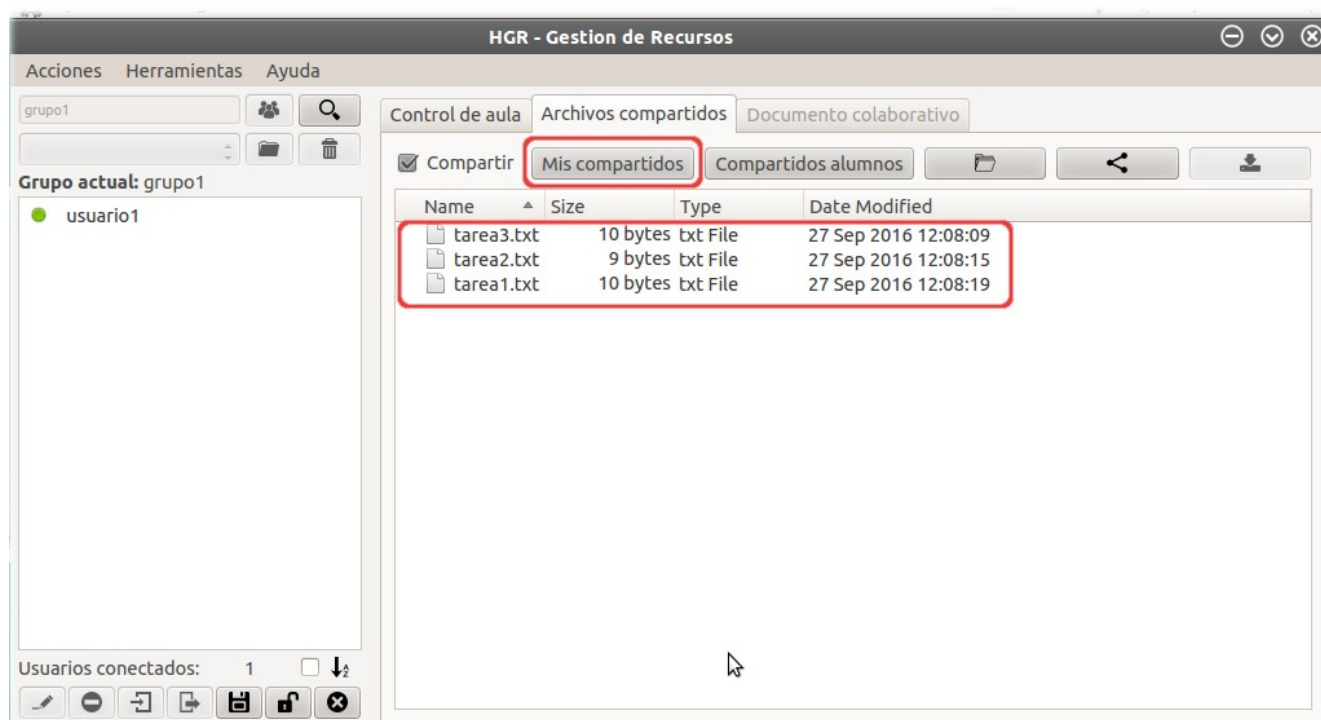 HGR - Gestion de Recursos
Acciones Herramientas Ayuda
grupo1
Grupo actual: grupo1
usuario1
Usuarios conectados: 1
Control de aula Archivos compartidos Documento colaborativo
Compartir Mis compartidos Compartidos alumnos
Name Size Type Date Modified
tarea3.txt 10 bytes txt File 27 Sep 2016 12:08:09
tarea2.txt 9 bytes txt File 27 Sep 2016 12:08:15
tarea1.txt 10 bytes txt File 27 Sep 2016 12:08:19